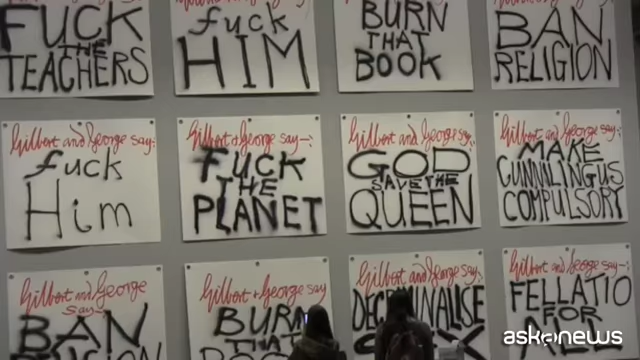 FUCK
THE
TEACHERS
fuck
HIM
BURN
THAT
BOOK
BAN
RELIGION
Gilbert and George say:
fuck
Him
Gilbert + George say—:
FUCK
THE
PLANET
Gilbert and George say:
GOD
SAVE THE
QUEEN
Gilbert and George say:
MAKE
CUNNILINGUS
COMPULSORY
Gilbert and George
say:
BAN
Gilbert + George say
BURN
THAT
Gilbert and George say:
DECRIMINALISE
SEX
Gilbert and George say—:
FELLATIO
FOR
askanews